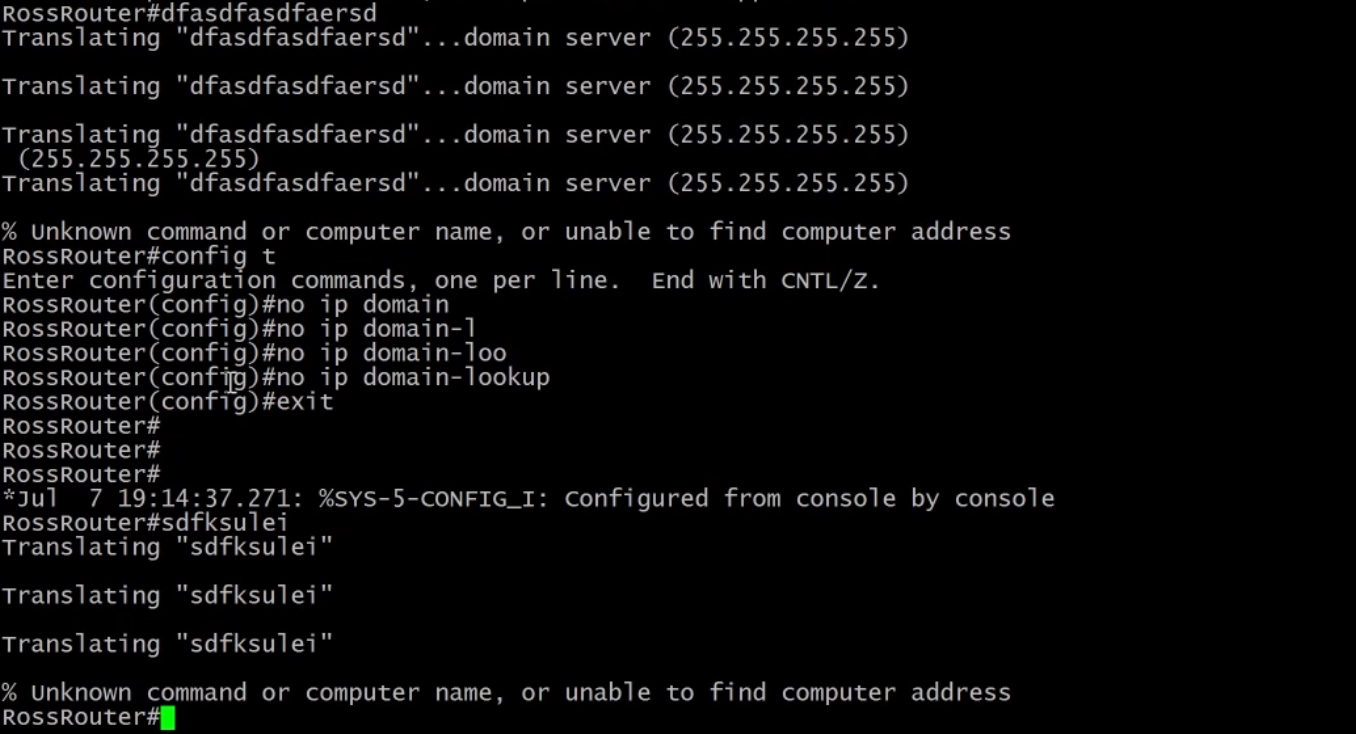 RossRouter#dfasdfasdfaersd
Translating "dfasdfasdfaersd"...domain server (255.255.255.255)
Translating "dfasdfasdfaersd"...domain server (255.255.255.255)
Translating "dfasdfasdfaersd"...domain server (255.255.255.255)
 (255.255.255.255)
Translating "dfasdfasdfaersd"...domain server (255.255.255.255)
% Unknown command or computer name, or unable to find computer address
RossRouter#config t
Enter configuration commands, one per line.  End with CNTL/Z.
RossRouter(config)#no ip domain
RossRouter(config)#no ip domain-l
RossRouter(config)#no ip domain-loo
RossRouter(config)#no ip domain-lookup
RossRouter(config)#exit
RossRouter#
RossRouter#
RossRouter#
*Jul  7 19:14:37.271: %SYS-5-CONFIG_I: Configured from console by console
RossRouter#sdfksulei
Translating "sdfksulei"
Translating "sdfksulei"
Translating "sdfksulei"
% Unknown command or computer name, or unable to find computer address
RossRouter#